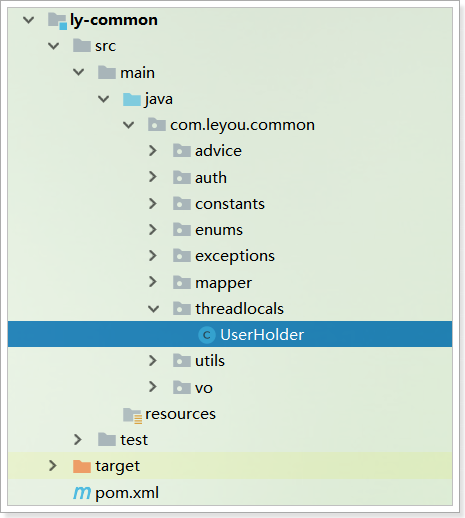 ly-common
src
main
java
com.leyou.common
advice
auth
constants
enums
exceptions
mapper
threadlocals
C UserHolder
utils
vo
resources
test
target
m pom.xml